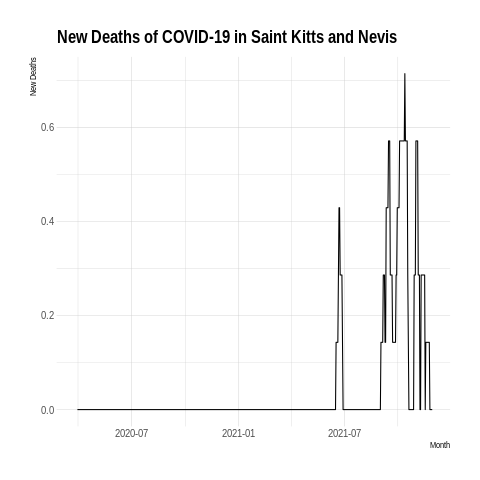 New Deaths of COVID-19 in Saint Kitts and Nevis
New Deaths
0.6
0.4
0.2
0.0
2020-07
2021-01
2021-07
Month